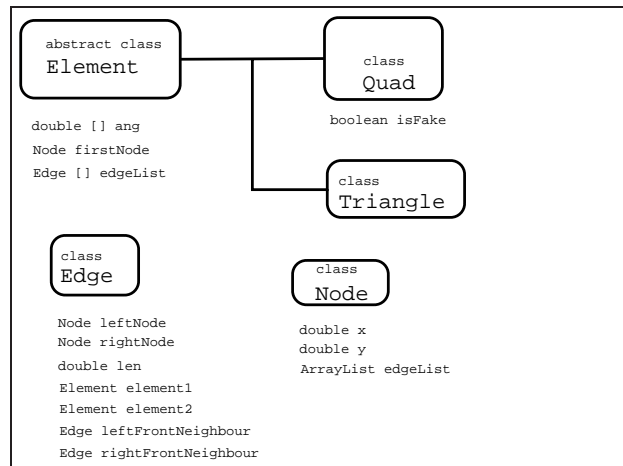 abstract class
Element
double [] ang
Node firstNode
Edge [] edgeList
class
Quad
boolean isFake
class
Triangle
class
Edge
Node leftNode
Node rightNode
double len
Element element1
Element element2
Edge leftFrontNeighbour
Edge rightFrontNeighbour
class
Node
double x
double y
ArrayList edgeList